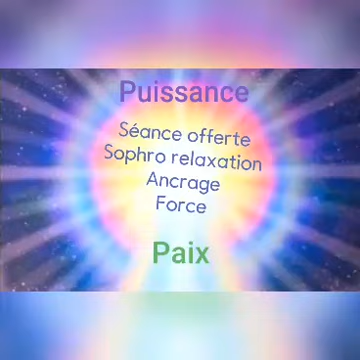 Puissance
Séance offerte
Sophro relaxation
Ancrage
Force
Paix